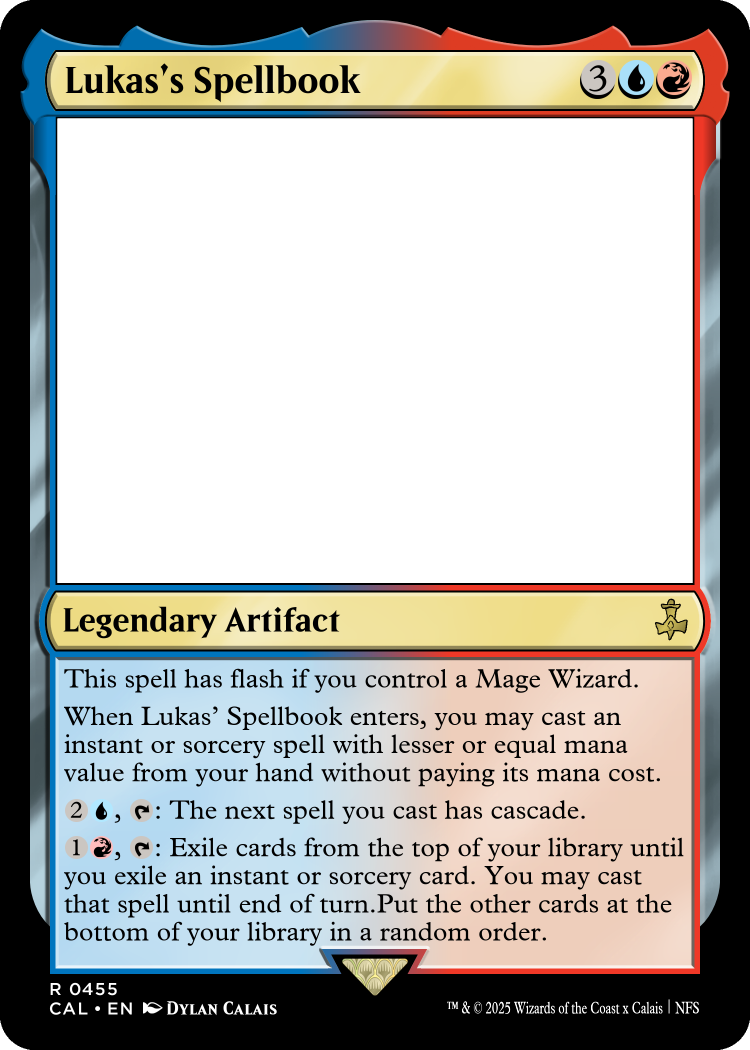 Lukas's Spellbook 3
Legendary Artifact
This spell has flash if you control a Mage Wizard.
When Lukas’ Spellbook enters, you may cast an
instant or sorcery spell with lesser or equal mana
value from your hand without paying its mana cost.
2 , : The next spell you cast has cascade.
1 , : Exile cards from the top of your library until
you exile an instant or sorcery card. You may cast
that spell until end of turn.Put the other cards at the
bottom of your library in a random order.
R 0455
CAL • EN Dylan Calais
™ & © 2025 Wizards of the Coast x Calais | NFS